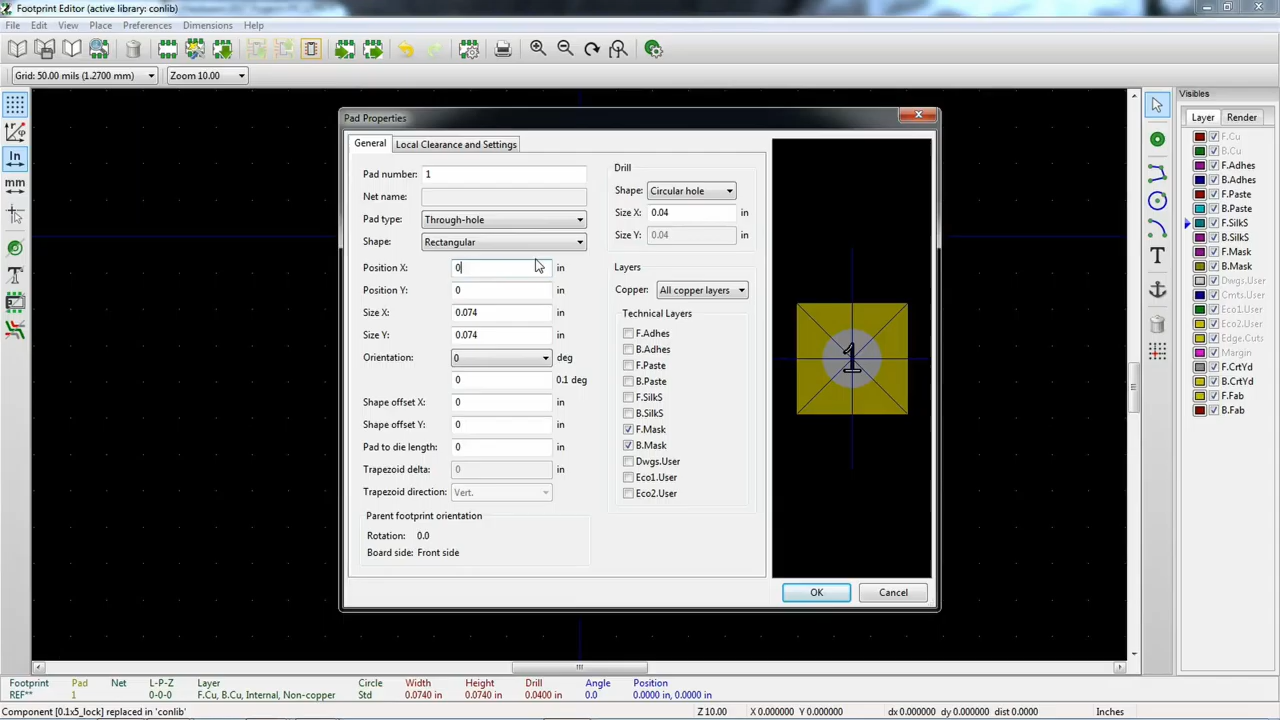 Footprint Editor (active library: conlib)
File Edit View Place Preferences Dimensions Help
Grid: 50.00 mils (1.2700 mm) Zoom 10.00
In
mm
Visibles
Layer Render
F.Cu
B.Cu
F.Adhes
B.Adhes
F.Paste
B.Paste
F.SilkS
B.SilkS
F.Mask
B.Mask
Dwgs.User
Cmts.User
Eco1.User
Eco2.User
Edge.Cuts
Margin
F.CrtYd
B.CrtYd
F.Fab
B.Fab
Pad Properties
General Local Clearance and Settings
Pad number: 1
Net name:
Pad type: Through-hole
Shape: Rectangular
Position X: 0 in
Position Y: 0 in
Size X: 0.074 in
Size Y: 0.074 in
Orientation: 0 deg
0 0.1 deg
Shape offset X: 0 in
Shape offset Y: 0 in
Pad to die length: 0 in
Trapezoid delta: 0 in
Trapezoid direction: Vert.
Parent footprint orientation
Rotation: 0.0
Board side: Front side
Drill
Shape: Circular hole
Size X: 0.04 in
Size Y: 0.04 in
Layers
Copper: All copper layers
Technical Layers
F.Adhes
B.Adhes
F.Paste
B.Paste
F.SilkS
B.SilkS
F.Mask
B.Mask
Dwgs.User
Eco1.User
Eco2.User
1
OK Cancel
Footprint Pad Net L-P-Z Layer Circle Width Height Drill Angle Position
REF** 1 0-0-0 F.Cu, B.Cu, Internal, Non-copper Std 0.0740 in 0.0740 in 0.0400 in 0.0 0.0000 in, 0.0000 in
Component [0.1x5_lock] replaced in 'conlib' Z 10.00 X 0.000000 Y 0.000000 dx 0.000000 dy 0.000000 dist 0.0000 Inches